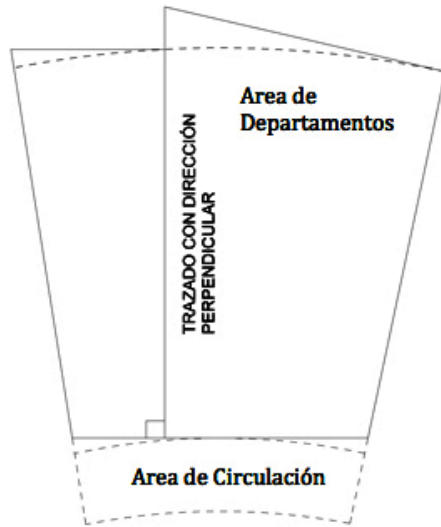 Area de
Departamentos
TRAZADO CON DIRECCIÓN
PERPENDICULAR
Area de Circulación